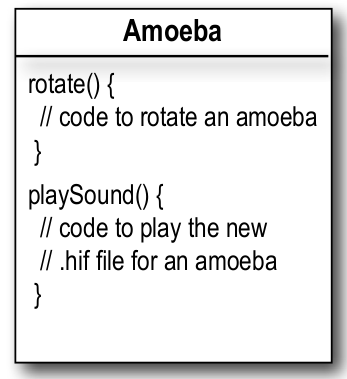 Amoeba
rotate() {
// code to rotate an amoeba
}
playSound() {
// code to play the new
// .hif file for an amoeba
}